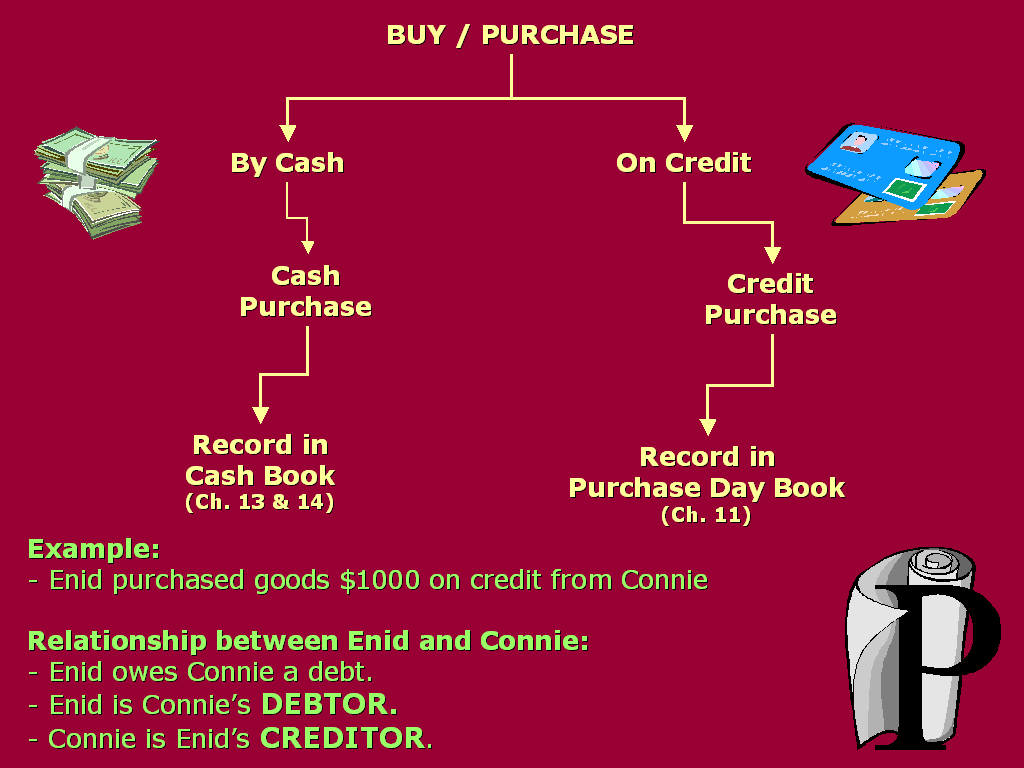 BUY / PURCHASE
By Cash
On Credit
Cash
Purchase
Credit
Purchase
Record in
Cash Book
(Ch. 13 & 14)
Record in
Purchase Day Book
(Ch. 11)
Example:
- Enid purchased goods $1000 on credit from Connie
Relationship between Enid and Connie:
- Enid owes Connie a debt.
- Enid is Connie’s DEBTOR.
- Connie is Enid’s CREDITOR.
P